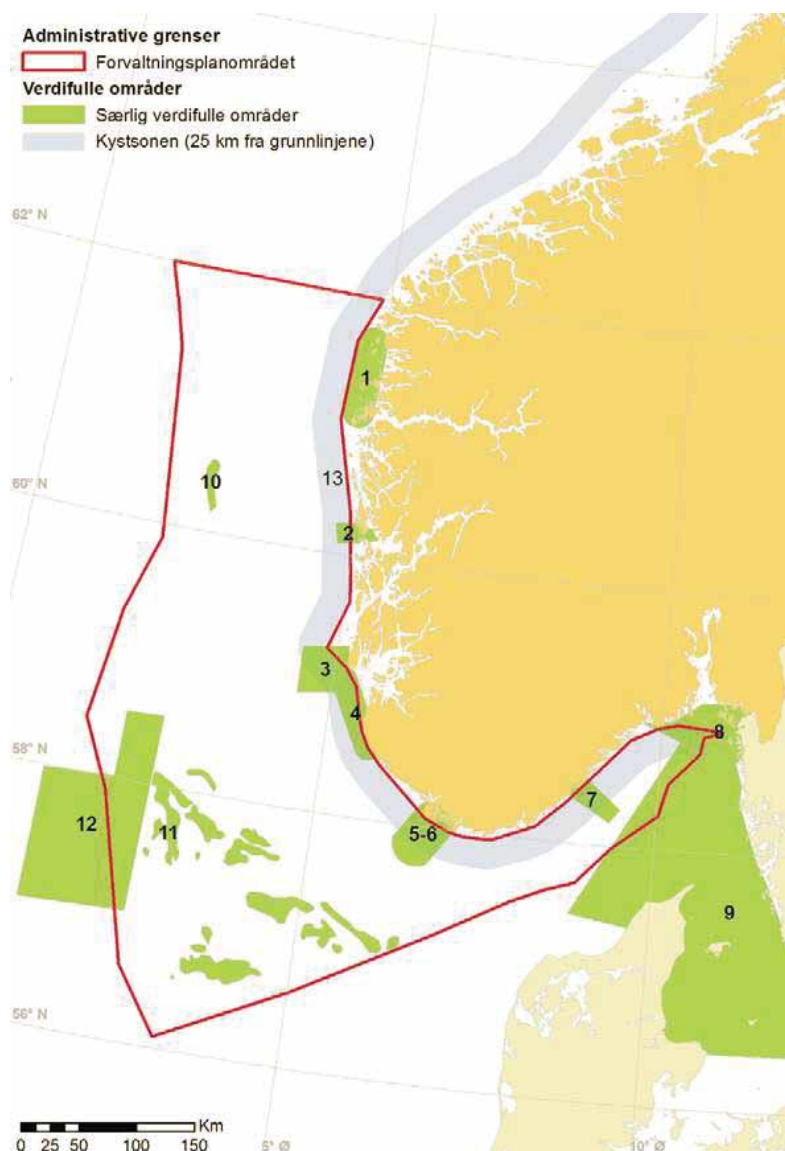 Administrative grenser
Forvaltningsplanområdet
Verdifulle områder
Særlig verdifulle områder
Kystsonen (25 km fra grunnlinjene)
62° N
1
10
60° N
13
2
3
4
8
58° N
7
12
11
5-6
9
56° N
Km
0 25 50 100 150
5° Ø
10° Ø